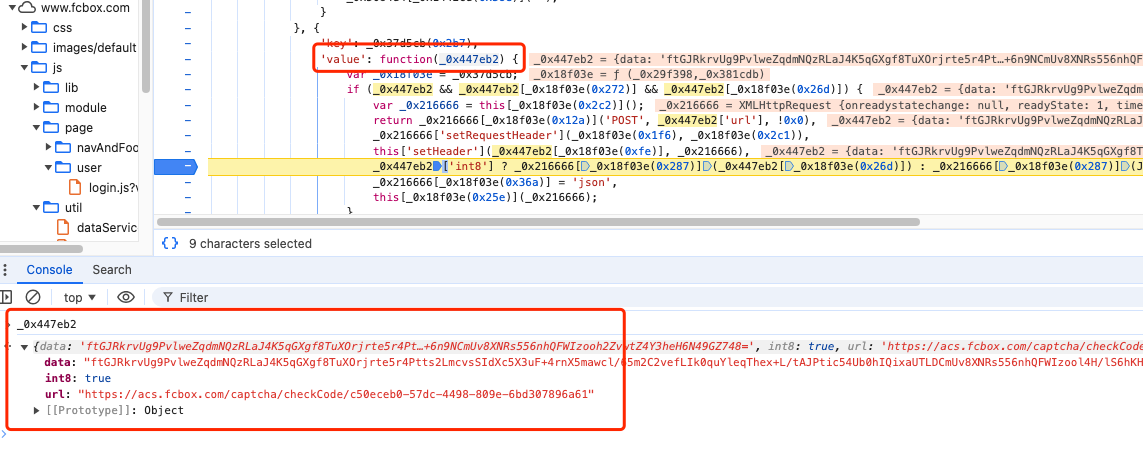 www.fcbox.com
css
images/default
js
lib
module
page
navAndFoo
user
login.js?v
util
dataServic
}
}, {
'key': _0x37d5cb(0x2b7),
'value': function(_0x447eb2) { _0x447eb2 = {data: 'ftGJRkrvUg9PvlweZqdmNQzRLaJ4K5qGXgf8TuXOrjrte5r4Pt…+6n9NCmUv8XNRs556nhQF
var _0x18f03e = _0x37d5cb; _0x18f03e = ƒ (_0x29f398,_0x381cdb)
if (_0x447eb2 && _0x447eb2[_0x18f03e(0x272)] && _0x447eb2[_0x18f03e(0x26d)]) { _0x447eb2 = {data: 'ftGJRkrvUg9PvlweZ
var _0x216666 = this[_0x18f03e(0x2c2)](); _0x216666 = XMLHttpRequest {onreadystatechange: null, readyState: 1, time
return _0x216666[_0x18f03e(0x12a)]('POST', _0x447eb2['url'], !0x0), _0x447eb2 = {data: 'ftGJRkrvUg9PvlweZqdmNQzRLaJ
_0x216666['setRequestHeader'](_0x18f03e(0x1f6), _0x18f03e(0x2c1)),
this['setHeader'](_0x447eb2[_0x18f03e(0xfe)], _0x216666), _0x447eb2 = {data: 'ftGJRkrvUg9PvlweZqdmNQzRLaJ4K5qGXgf8T
_0x447eb2['int8'] ? _0x216666[_0x18f03e(0x287)](_0x447eb2[_0x18f03e(0x26d)]) : _0x216666[_0x18f03e(0x287)](J
_0x216666[_0x18f03e(0x36a)] = 'json',
this[_0x18f03e(0x25e)](_0x216666);
}
{} 9 characters selected
Console Search
top Filter
_0x447eb2
{data: 'ftGJRkrvUg9PvlweZqdmNQzRLaJ4K5qGXgf8TuXOrjrte5r4Pt…+6n9NCmUv8XNRs556nhQFWIzooh2ZvwtZ4Y3heH6N49GZ748=', int8: true, url: 'https://acs.fcbox.com/captcha/checkCode
data: "ftGJRkrvUg9PvlweZqdmNQzRLaJ4K5qGXgf8TuXOrjrte5r4Ptts2LmcvsSIdXc5X3uF+4rnX5mawcl/65m2C2vefLIk0quYleqThex+L/tAJPtic54Ub0hIQixaUTLDCmUv8XNRs556nhQFWIzool4H/lS6hKH
int8: true
url: "https://acs.fcbox.com/captcha/checkCode/c50eceb0-57dc-4498-809e-6bd307896a61"
[[Prototype]]: Object